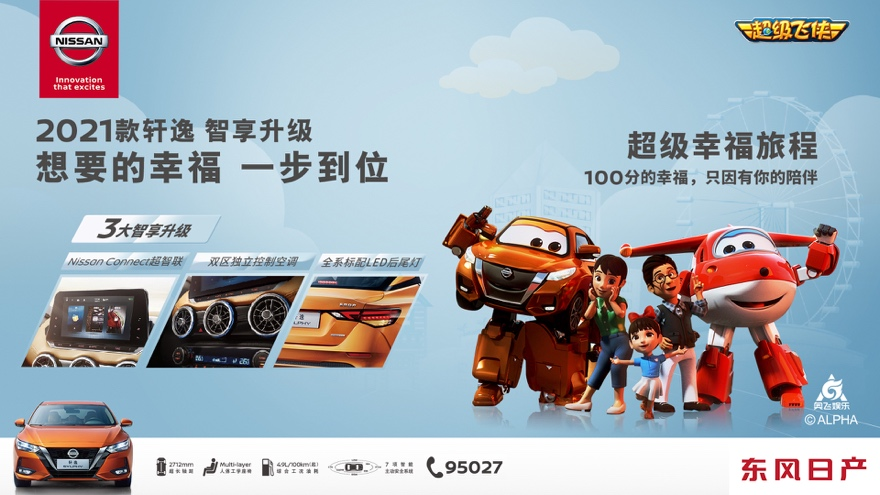 NISSAN
Innovation
that excites
超级飞侠
2021款轩逸 智享升级
想要的幸福 一步到位
超级幸福旅程
100分的幸福，只因有你的陪伴
3大智享升级
Nissan Connect超智联
双区独立控制空调
全系标配LED后尾灯
奥飞娱乐
© ALPHA
轩逸
2712mm
超长轴距
Multi-layer
人体工学座椅
4.9L/100km(起)
综合工况油耗
7项智能
主动安全系统
95027
东风日产